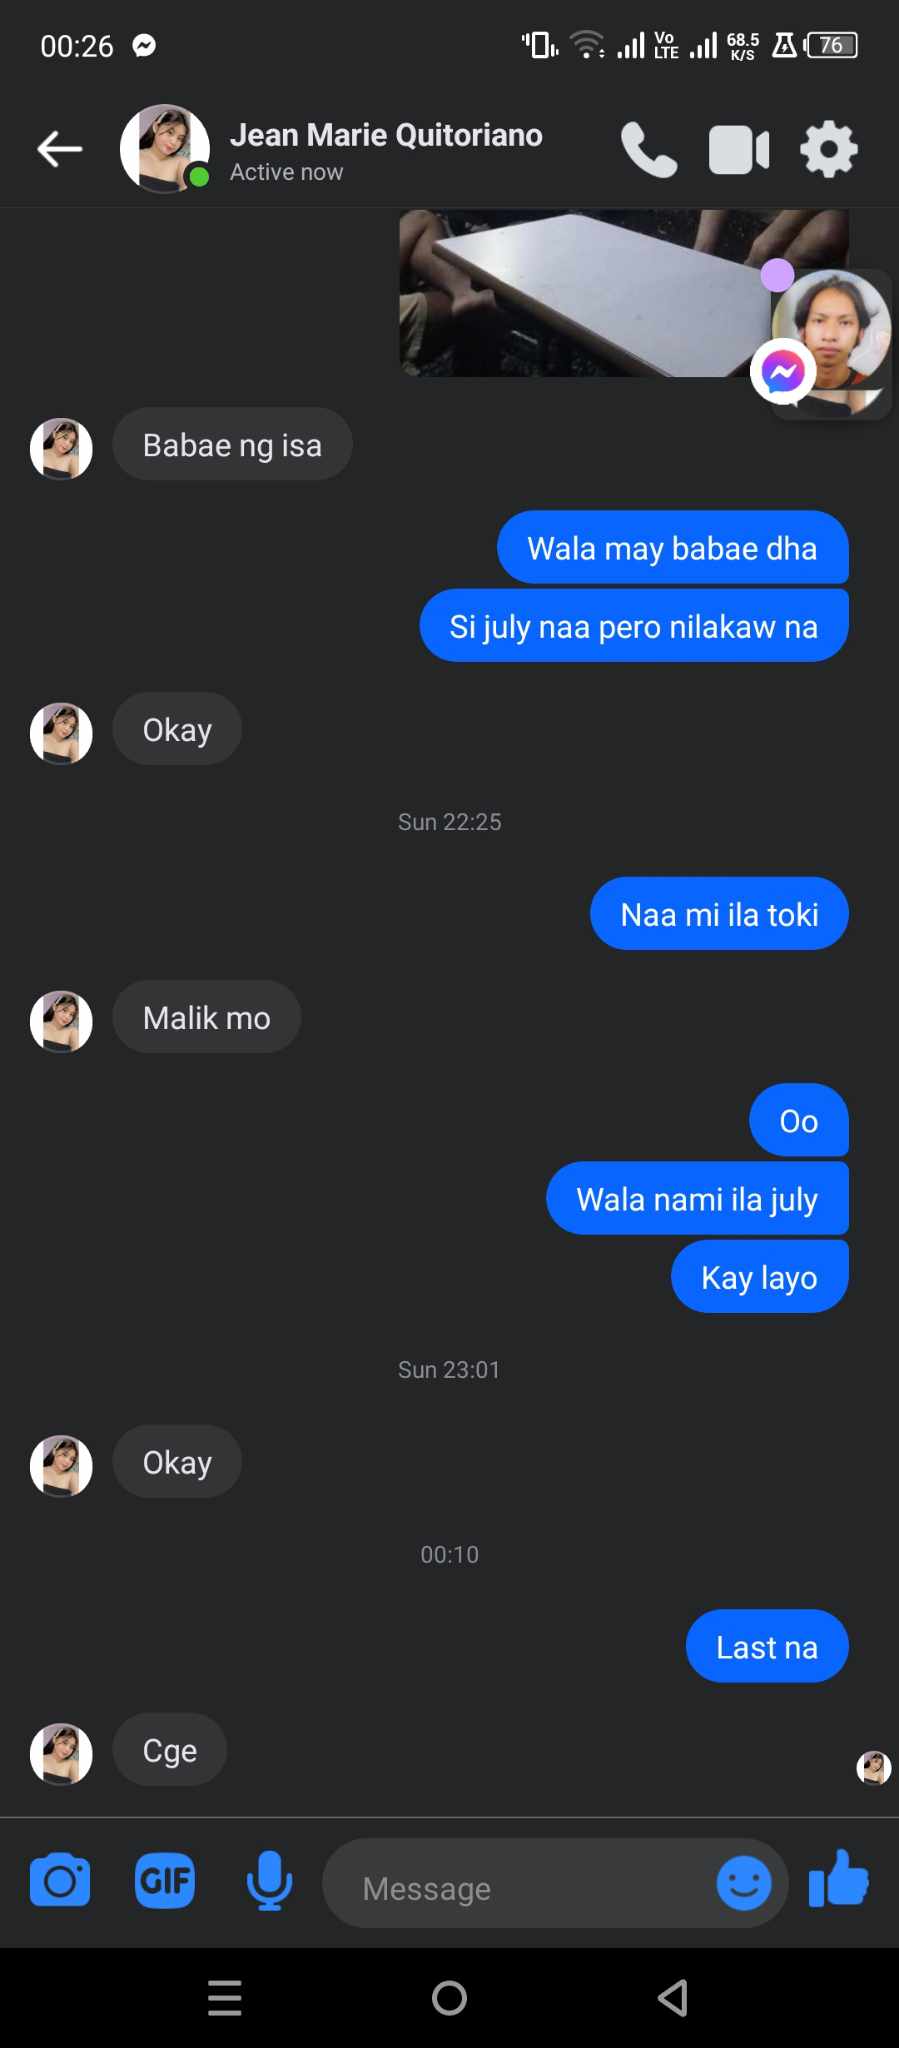 00:26
Vo
LTE
68.5
K/S
76
Jean Marie Quitoriano
Active now
Babae ng isa
Wala may babae dha
Si july naa pero nilakaw na
Okay
Sun 22:25
Naa mi ila toki
Malik mo
Oo
Wala nami ila july
Kay layo
Sun 23:01
Okay
00:10
Last na
Cge
GIF
Message